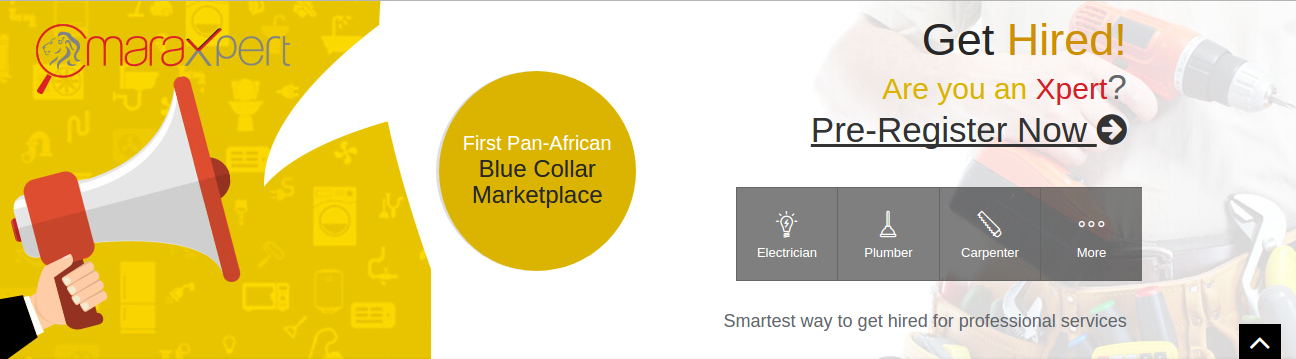 maraxpert
First Pan-African
Blue Collar
Marketplace
Get Hired!
Are you an Xpert?
Pre-Register Now
Electrician
Plumber
Carpenter
More
Smartest way to get hired for professional services